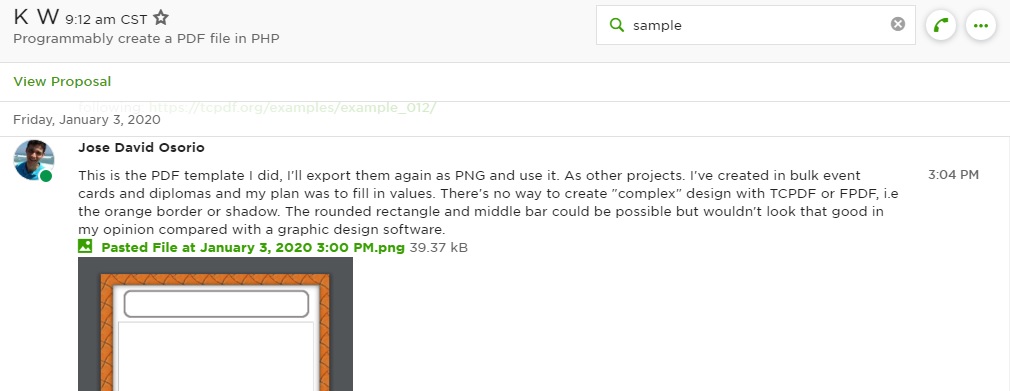 K W 9:12 am CST
Programmably create a PDF file in PHP
sample
View Proposal
following: https://tcpdf.org/examples/example_012/
Friday, January 3, 2020
Jose David Osorio
This is the PDF template I did, I'll export them again as PNG and use it. As other projects. I've created in bulk event
3:04 PM
cards and diplomas and my plan was to fill in values. There's no way to create "complex" design with TCPDF or FPDF, i.e
the orange border or shadow. The rounded rectangle and middle bar could be possible but wouldn't look that good in
my opinion compared with a graphic design software.
Pasted File at January 3, 2020 3:00 PM.png 39.37 kB